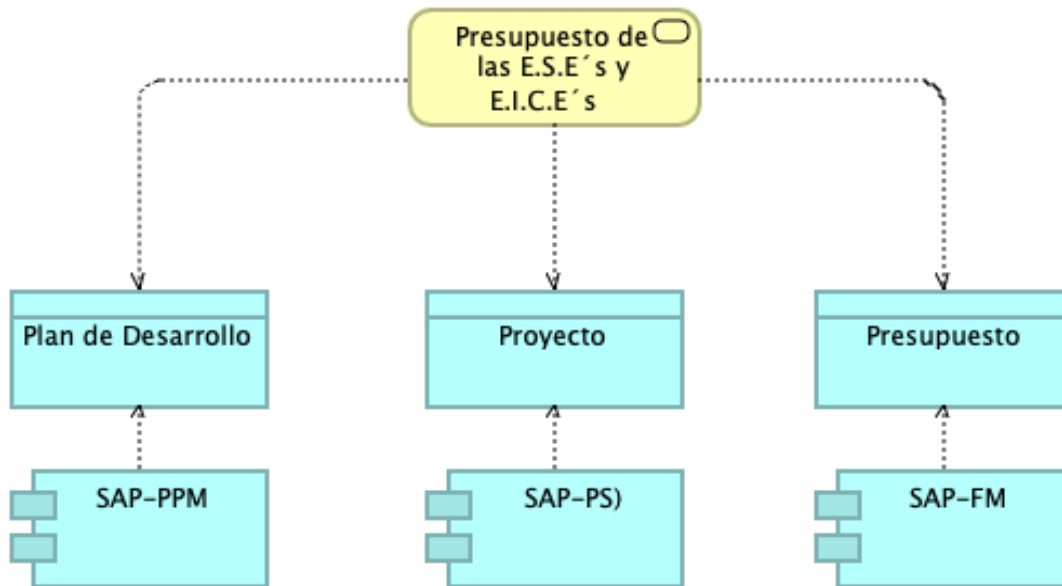 Presupuesto de
las E.S.E´s y
E.I.C.E´s
Plan de Desarrollo
Proyecto
Presupuesto
SAP-PPM
SAP-PS)
SAP-FM